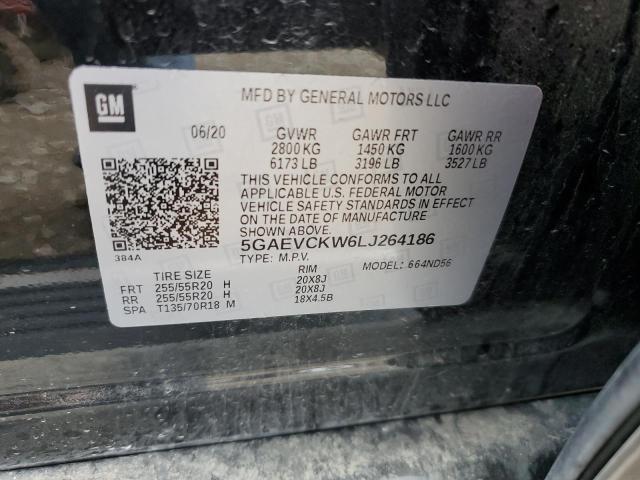 GM
MFD BY GENERAL MOTORS LLC
06/20 GVWR GAWR FRT GAWR RR
2800 KG 1450 KG 1600 KG
6173 LB 3196 LB 3527 LB
THIS VEHICLE CONFORMS TO ALL
APPLICABLE U.S. FEDERAL MOTOR
VEHICLE SAFETY STANDARDS IN EFFECT
ON THE DATE OF MANUFACTURE
SHOWN ABOVE.
5GAEVCKW6LJ264186
384A
TYPE: M.P.V. MODEL: 664ND56
TIRE SIZE RIM
FRT 255/55R20 H 20X8J
RR 255/55R20 H 20X8J
SPA T135/70R18 M 18X4.5B